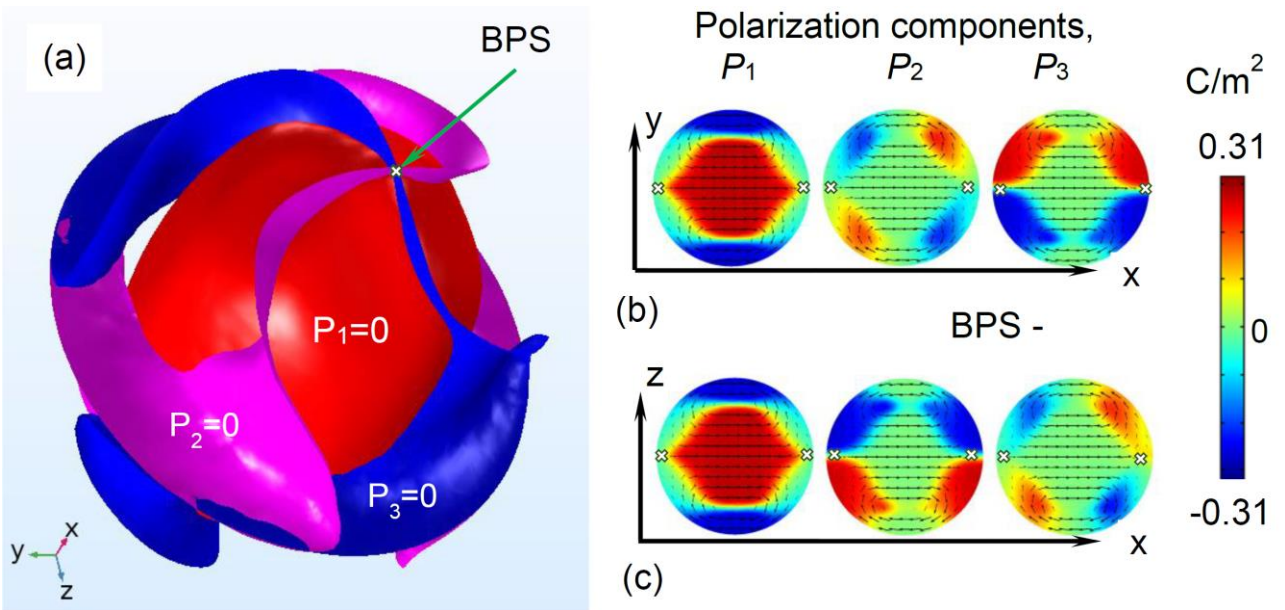 (a)
BPS
P₁=0
P₂=0
P₃=0
x
y
z
Polarization components,
P₁ P₂ P₃
C/m²
y
0.31
x
(b)
BPS -
0
z
-0.31
x
(c)